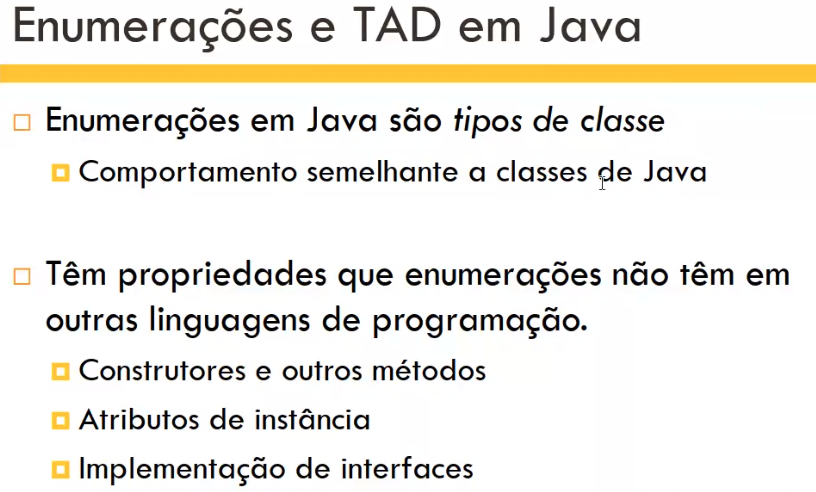 Enumerações e TAD em Java
Enumerações em Java são tipos de classe
Comportamento semelhante a classes de Java
Têm propriedades que enumerações não têm em
outras linguagens de programação.
Construtores e outros métodos
Atributos de instância
Implementação de interfaces